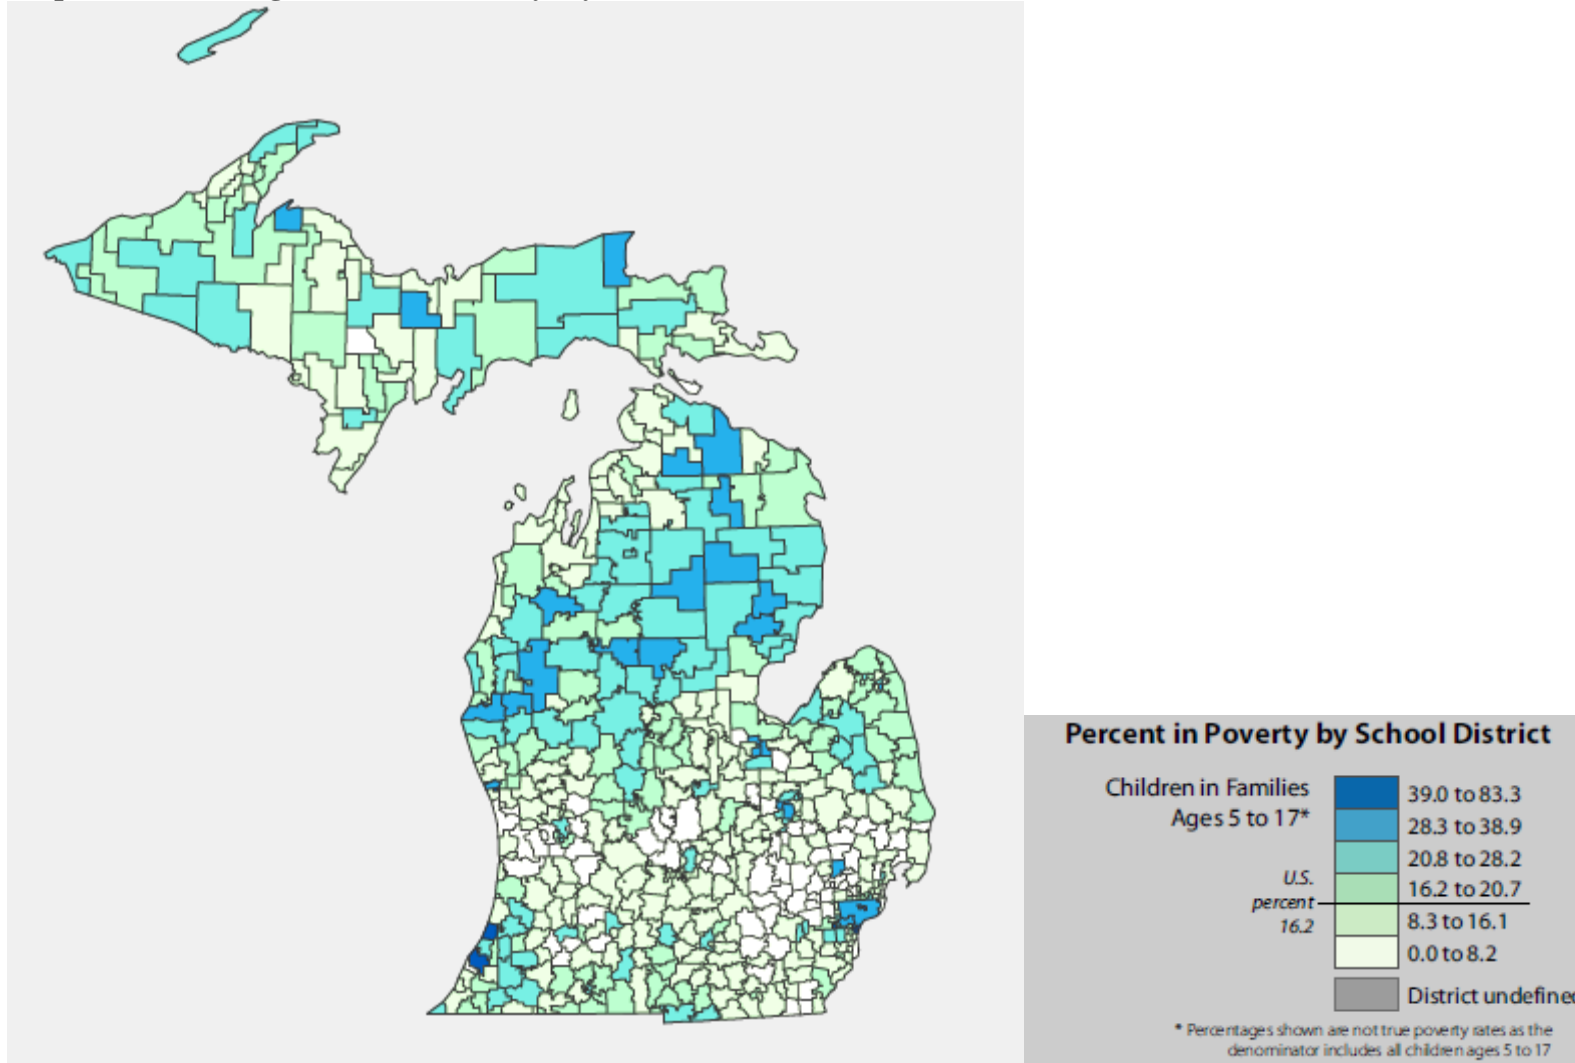 Percent in Poverty by School District
Children in Families
Ages 5 to 17*
39.0 to 83.3
28.3 to 38.9
20.8 to 28.2
16.2 to 20.7
8.3 to 16.1
0.0 to 8.2
U.S.
percent
16.2
District undefined
* Percentages shown are not true poverty rates as the
denominator includes all children ages 5 to 17